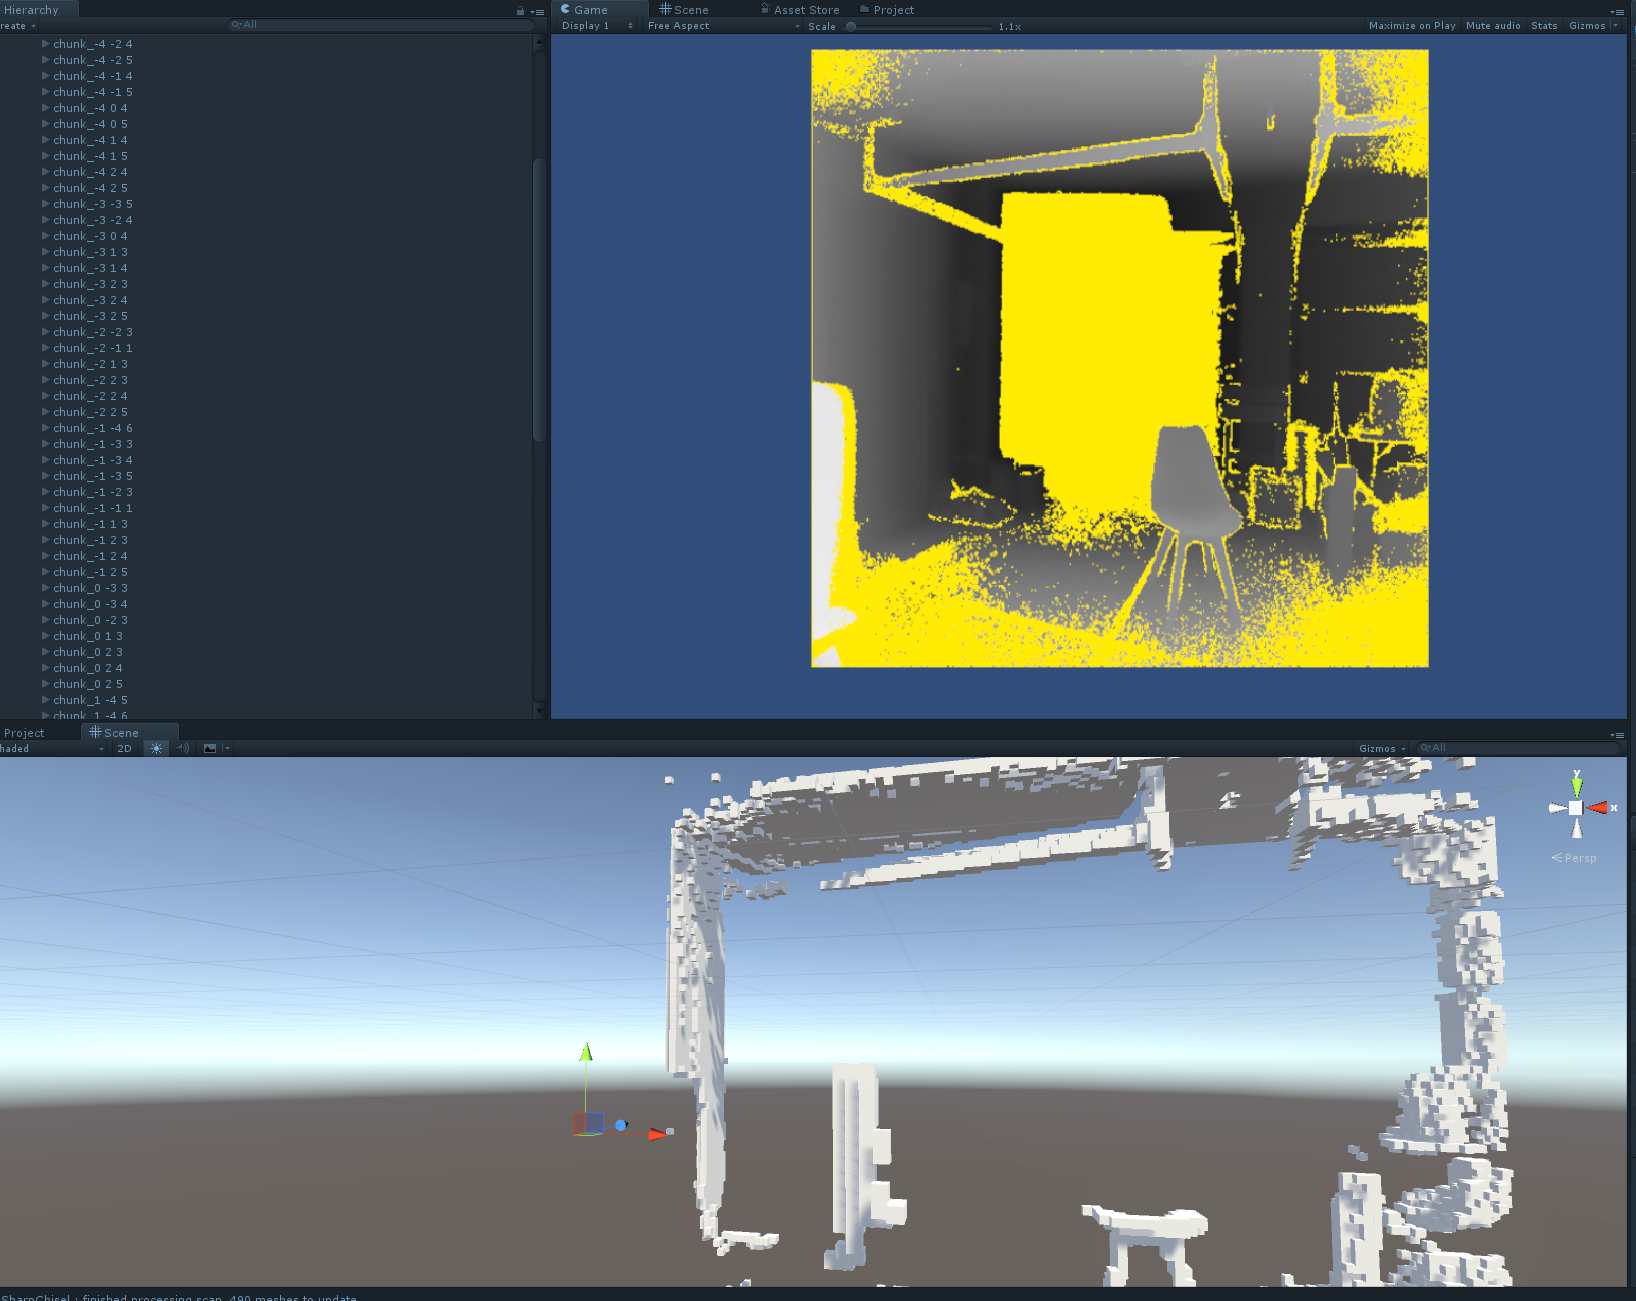 Hierarchy
reate
All
chunk_-4 -2 4
chunk_-4 -2 5
chunk_-4 -1 4
chunk_-4 -1 5
chunk_-4 0 4
chunk_-4 0 5
chunk_-4 1 4
chunk_-4 1 5
chunk_-4 2 4
chunk_-4 2 5
chunk_-3 -3 5
chunk_-3 -2 4
chunk_-3 0 4
chunk_-3 1 3
chunk_-3 1 4
chunk_-3 2 3
chunk_-3 2 4
chunk_-3 2 5
chunk_-2 -2 3
chunk_-2 -1 1
chunk_-2 1 3
chunk_-2 2 3
chunk_-2 2 4
chunk_-2 2 5
chunk_-1 -4 6
chunk_-1 -3 3
chunk_-1 -3 4
chunk_-1 -3 5
chunk_-1 -2 3
chunk_-1 -1 1
chunk_-1 1 3
chunk_-1 2 3
chunk_-1 2 4
chunk_-1 2 5
chunk_0 -3 3
chunk_0 -3 4
chunk_0 -2 3
chunk_0 1 3
chunk_0 2 3
chunk_0 2 4
chunk_0 2 5
chunk_1 -4 5
chunk_1 -4 6
Game Scene Asset Store Project
Display 1 Free Aspect Scale 1.1x Maximize on Play Mute audio Stats Gizmos
Project Scene
haded 2D Gizmos All
y
x
Persp
SharpChisel : finished processing scan, 490 meshes to update